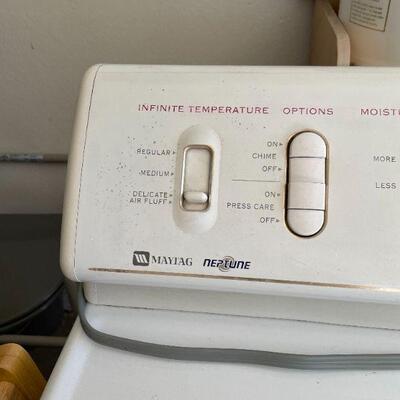 INFINITE TEMPERATURE OPTIONS MOISTU
REGULAR
MEDIUM
DELICATE
AIR FLUFF
ON
CHIME
OFF
ON
PRESS CARE
OFF
MORE
LESS
MAYTAG NEPTUNE